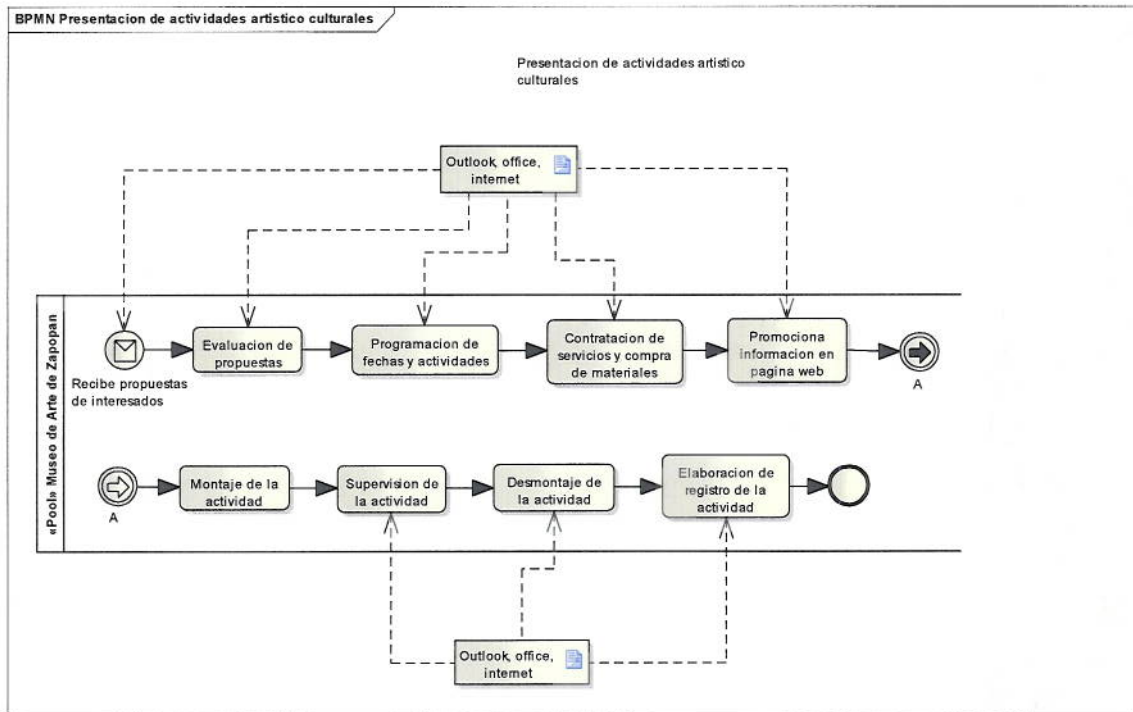 BPMN Presentacion de actividades artistico culturales
Presentacion de actividades artistico
culturales
Outlook, office,
internet
«Pool» Museo de Arte de Zapopan
Recibe propuestas
de interesados
Evaluacion de
propuestas
Programacion de
fechas y actividades
Contratacion de
servicios y compra
de materiales
Promociona
informacion en
pagina web
A
A
Montaje de la
actividad
Supervision de
la actividad
Desmontaje de
la actividad
Elaboracion de
registro de la
actividad
Outlook, office,
internet